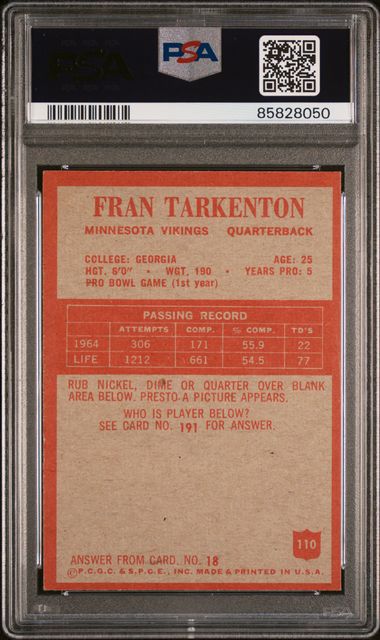 PSA
PSA
85828050
FRAN TARKENTON
MINNESOTA VIKINGS QUARTERBACK
COLLEGE: GEORGIA AGE: 25
HGT. 6'0" • WGT. 190 • YEARS PRO: 5
PRO BOWL GAME (1st year)
PASSING RECORD
ATTEMPTS COMP. % COMP. TD'S
1964 306 171 55.9 22
LIFE 1212 661 54.5 77
RUB NICKEL, DIME OR QUARTER OVER BLANK
AREA BELOW. PRESTO-A PICTURE APPEARS.
WHO IS PLAYER BELOW?
SEE CARD NO. 191 FOR ANSWER.
110
ANSWER FROM CARD. NO. 18
©P.C.G.C. & S.P.C.E., INC. MADE & PRINTED IN U.S.A.